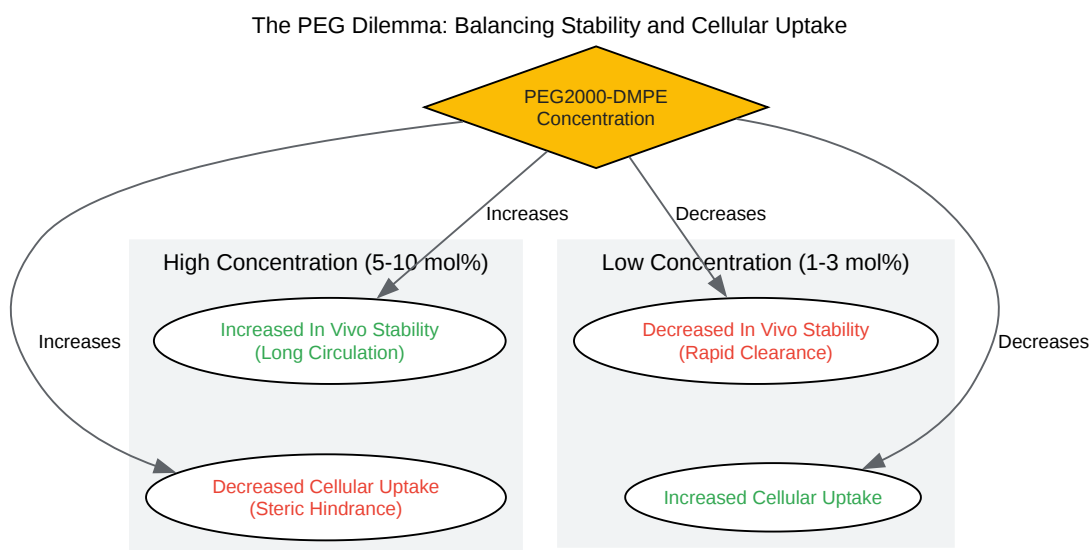 The PEG Dilemma: Balancing Stability and Cellular Uptake
PEG2000-DMPE
Concentration
Increases
Decreases
High Concentration (5-10 mol%)
Low Concentration (1-3 mol%)
Increased In Vivo Stability
(Long Circulation)
Decreased In Vivo Stability
(Rapid Clearance)
Increases
Decreases
Decreased Cellular Uptake
(Steric Hindrance)
Increased Cellular Uptake